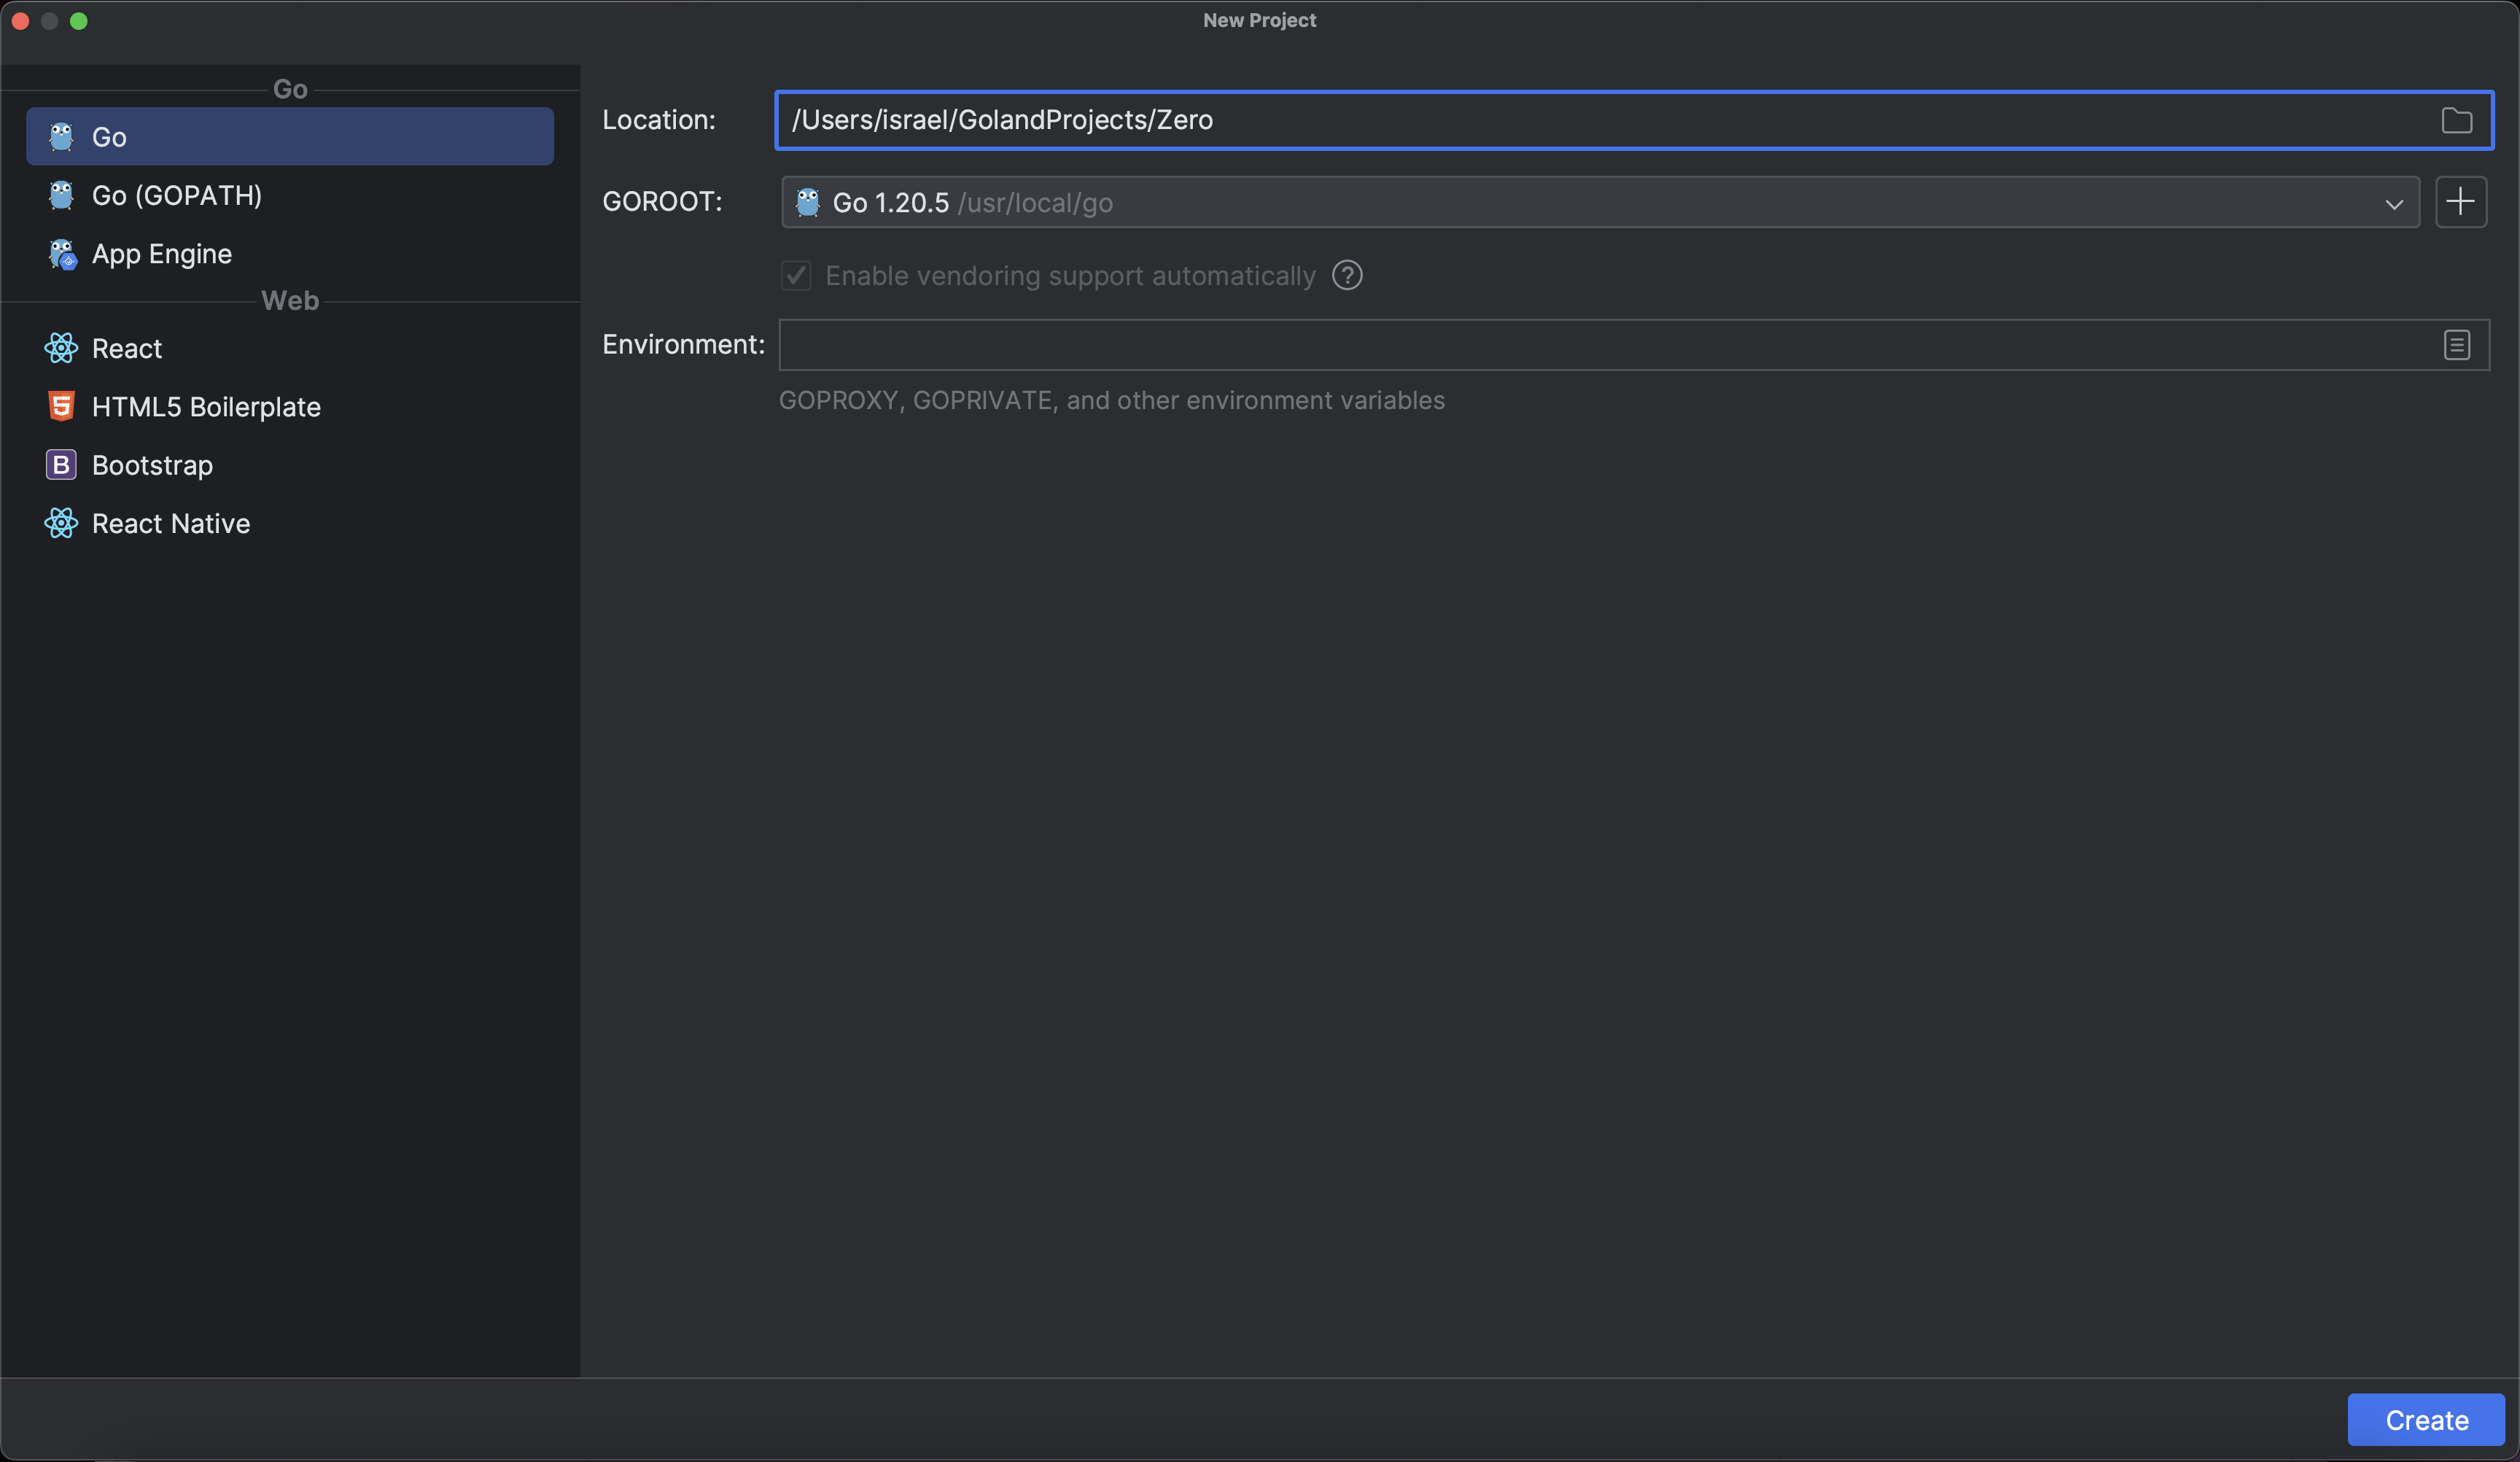 New Project
Go
Go
Go (GOPATH)
App Engine
Web
React
HTML5 Boilerplate
Bootstrap
React Native
Location: /Users/israel/GolandProjects/Zero
GOROOT: Go 1.20.5 /usr/local/go
Enable vendoring support automatically ?
Environment:
GOPROXY, GOPRIVATE, and other environment variables
Create